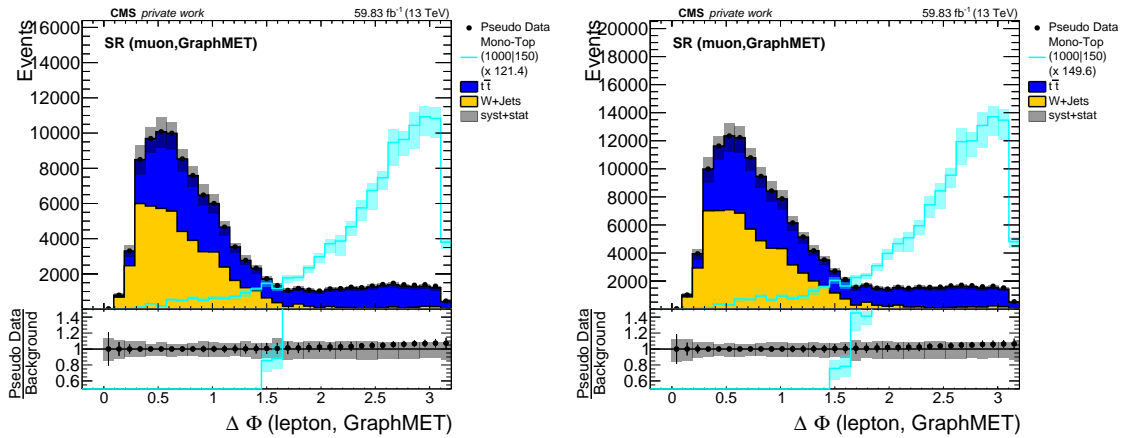 CMS private work 59.83 fb⁻¹ (13 TeV)
Events
16000
14000
12000
10000
8000
6000
4000
2000
SR (muon,GraphMET)
Pseudo Data
Mono-Top
(1000|150)
(x 121.4)
tt̅
W+Jets
syst+stat
Pseudo Data
Background
1.4
1.2
1
0.8
0.6
0 0.5 1 1.5 2 2.5 3
Δ Φ (lepton, GraphMET)
CMS private work 59.83 fb⁻¹ (13 TeV)
Events
20000
18000
16000
14000
12000
10000
8000
6000
4000
2000
0
SR (muon,GraphMET)
Pseudo Data
Mono-Top
(1000|150)
(x 149.6)
tt̅
W+Jets
syst+stat
Pseudo Data
Background
1.4
1.2
1
0.8
0.6
0 0.5 1 1.5 2 2.5 3
Δ Φ (lepton, GraphMET)